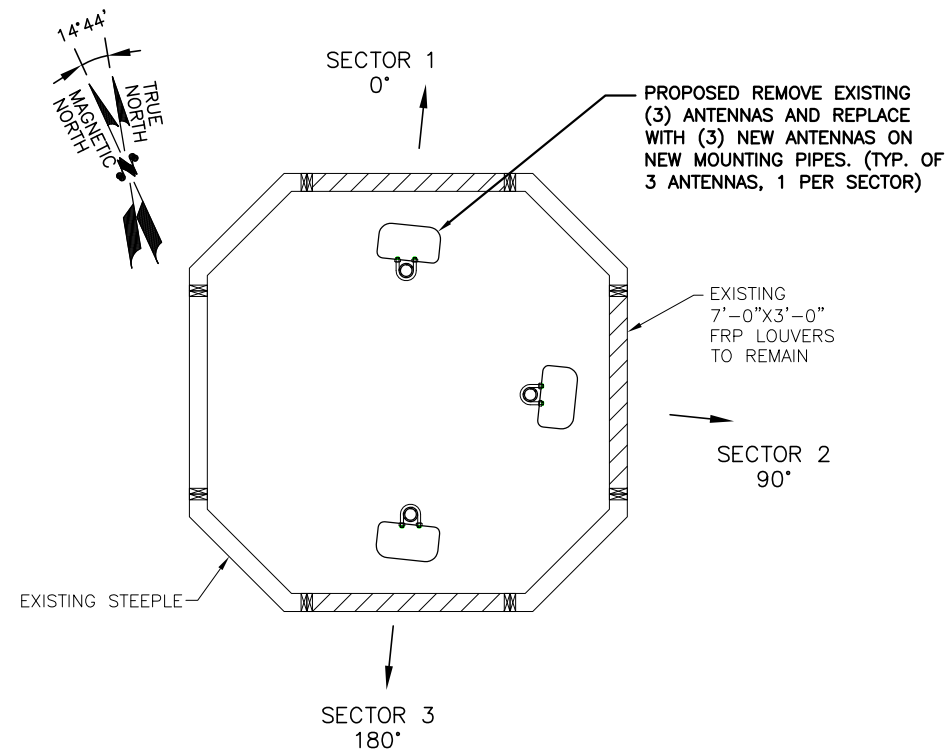 14°44'
TRUE
NORTH
MAGNETIC
NORTH
N
SECTOR 1
0°
PROPOSED REMOVE EXISTING
(3) ANTENNAS AND REPLACE
WITH (3) NEW ANTENNAS ON
NEW MOUNTING PIPES. (TYP. OF
3 ANTENNAS, 1 PER SECTOR)
EXISTING
7'-0"X3'-0"
FRP LOUVERS
TO REMAIN
SECTOR 2
90°
EXISTING STEEPLE
SECTOR 3
180°